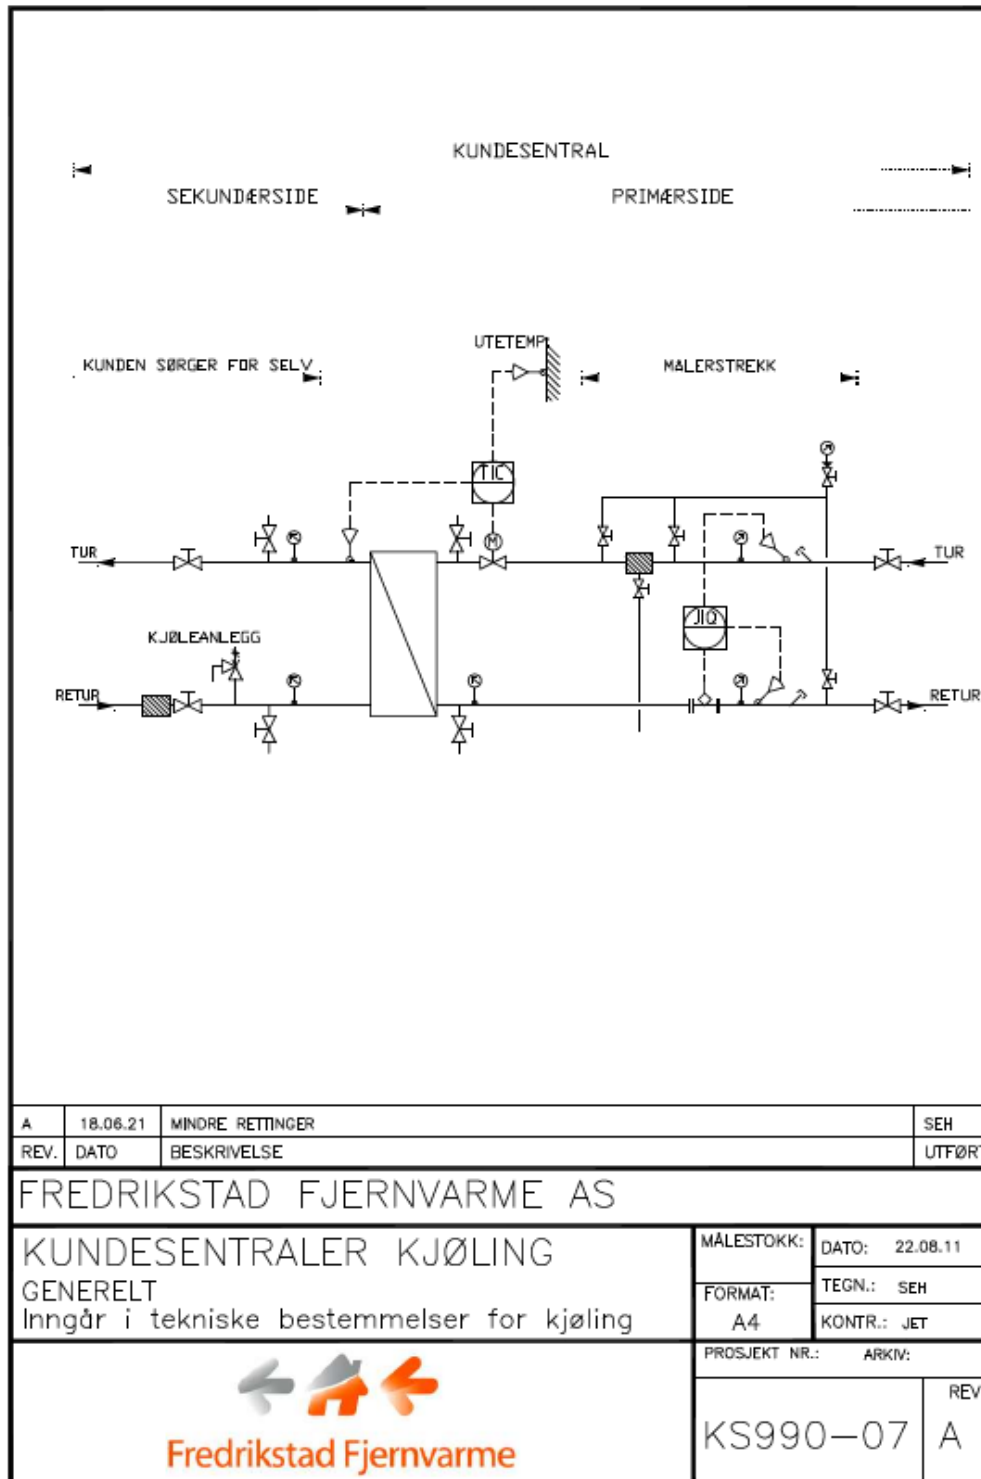 KUNDESENTRAL
SEKUNDÆRSIDE
PRIMÆRSIDE
UTETEMP.
KUNDEN SØRGER FOR SELV
MÅLERSTREKK
TIC
M
TUR
TUR
JIQ
KJØLEANLEGG
RETUR
RETUR
A 18.06.21 MINDRE RETTINGER SEH
REV. DATO BESKRIVELSE UTFØRT
FREDRIKSTAD FJERNVARME AS
KUNDESENTRALER KJØLING
GENERELT
Inngår i tekniske bestemmelser for kjøling
MÅLESTOKK:
DATO: 22.08.11
FORMAT:
A4
TEGN.: SEH
KONTR.: JET
PROSJEKT NR.: ARKIV:
KS990-07
REV
A
Fredrikstad Fjernvarme